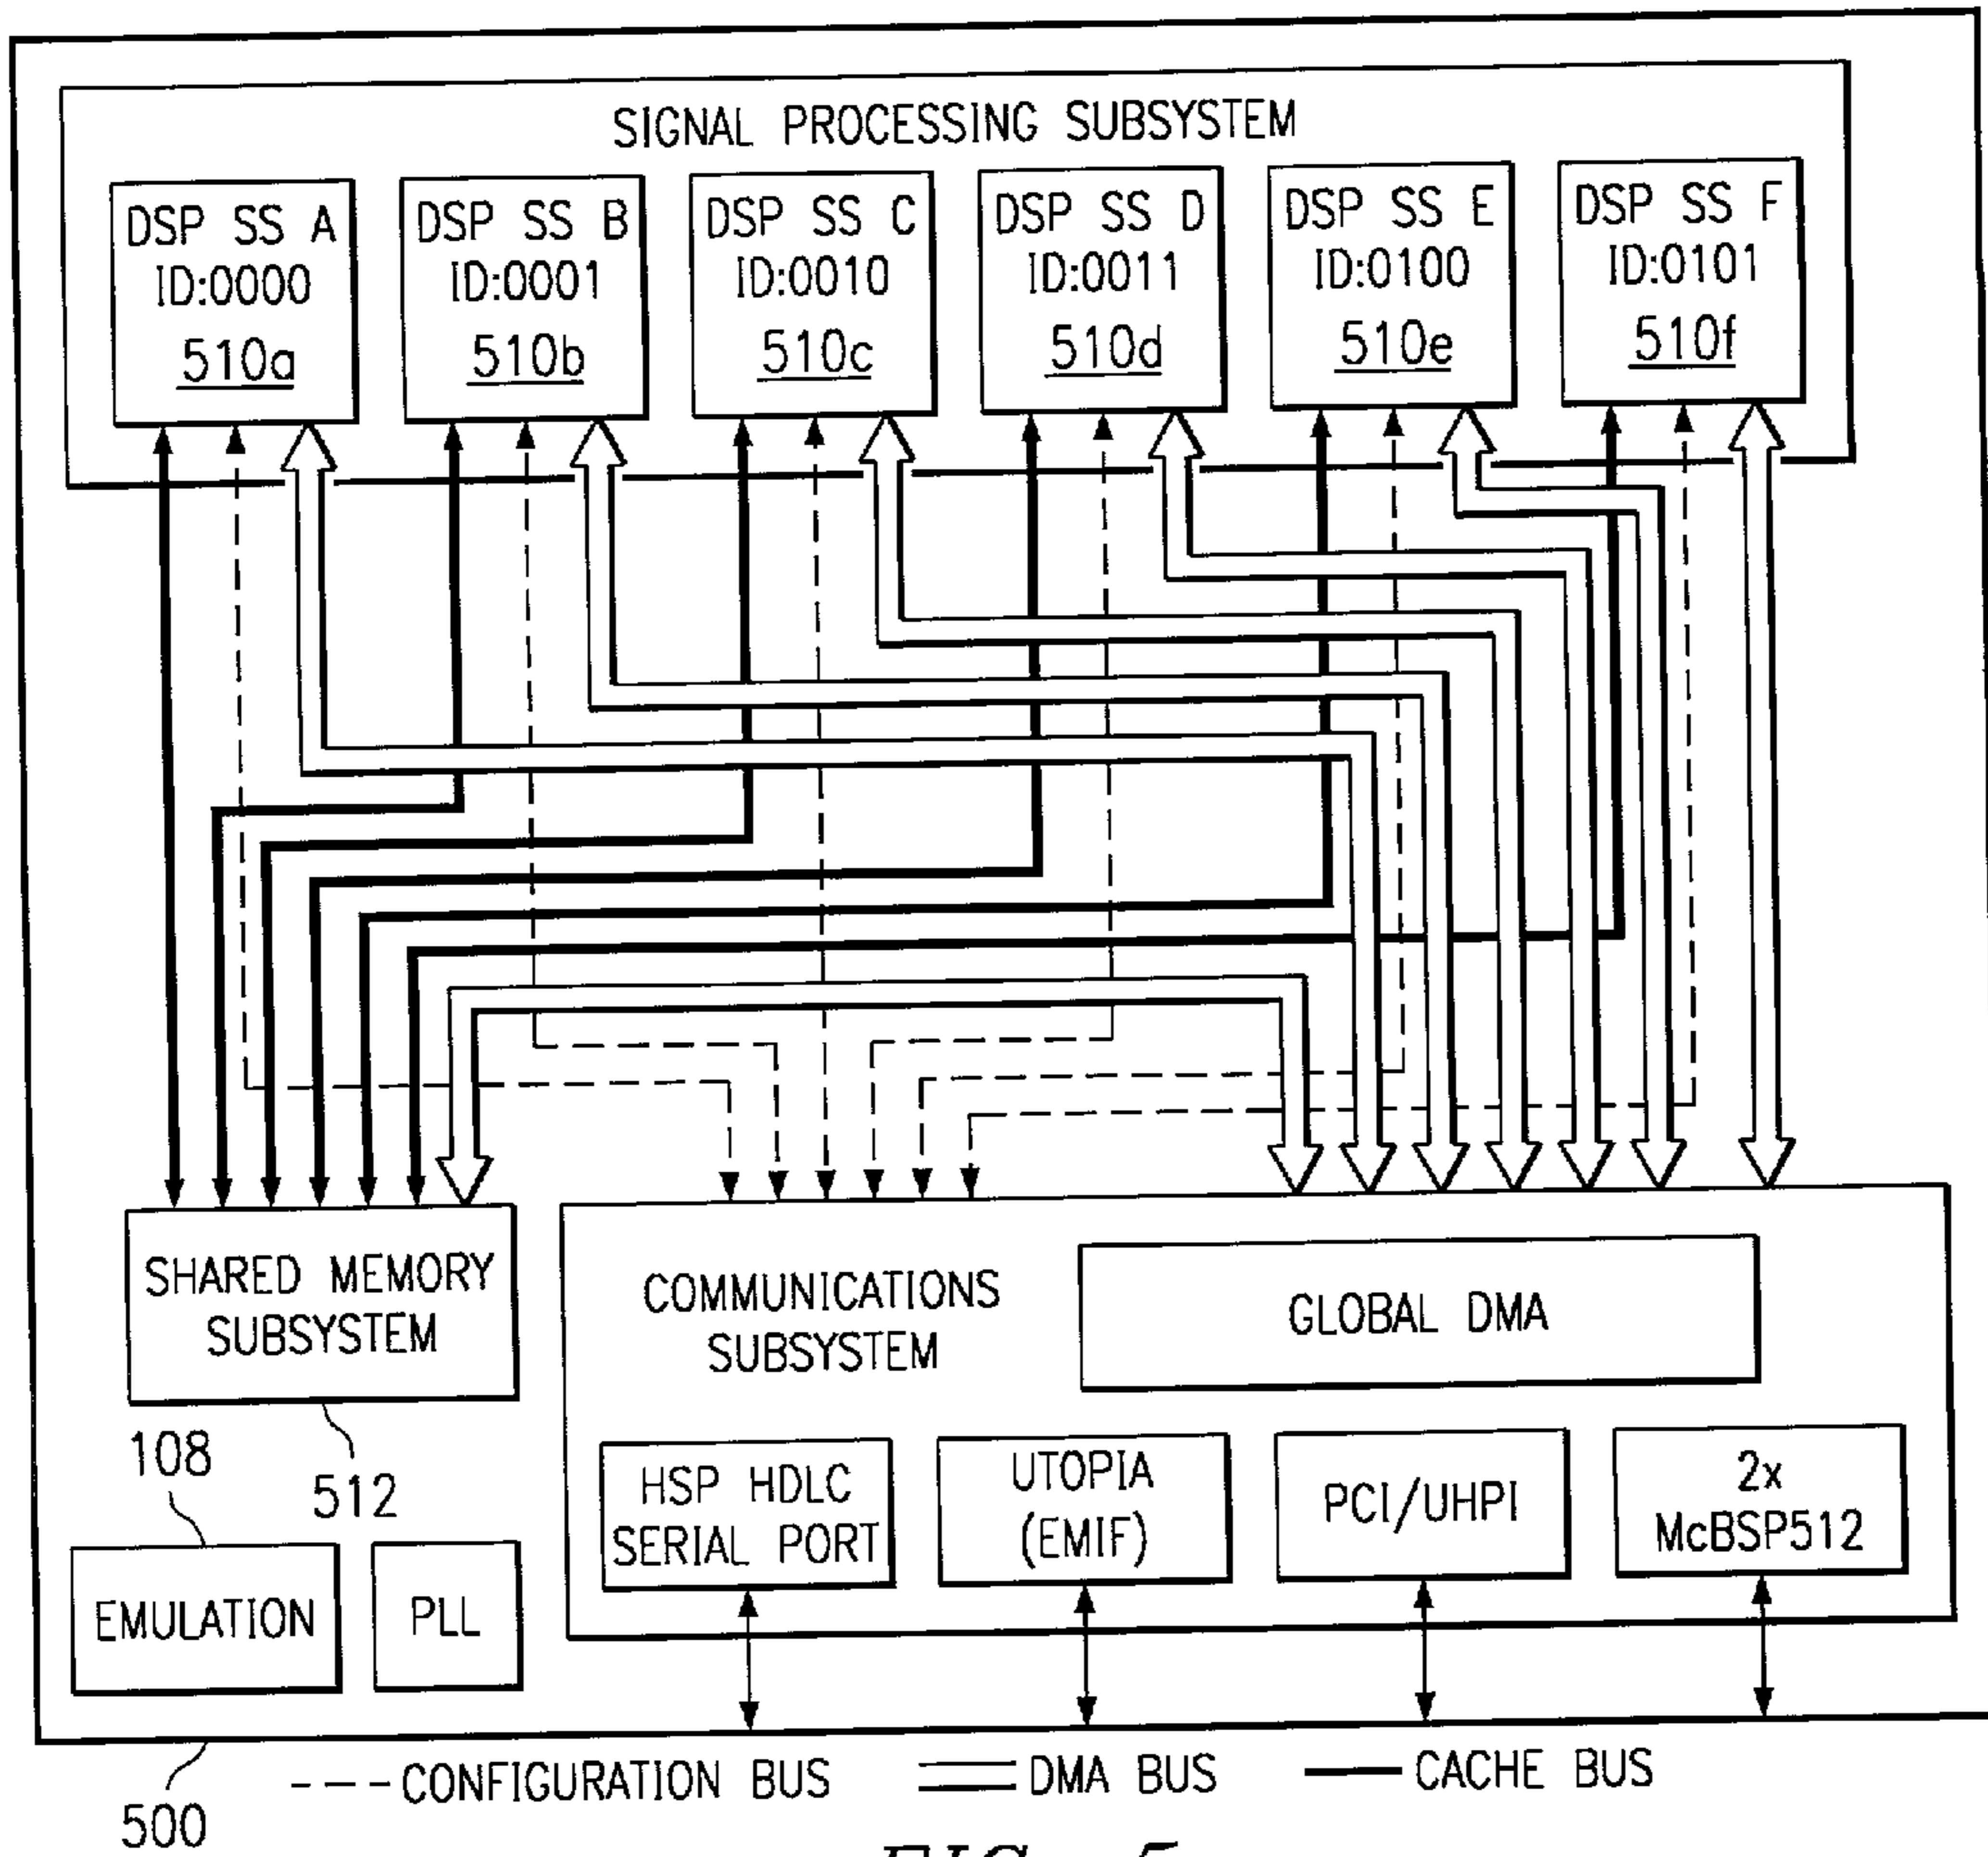 SIGNAL PROCESSING SUBSYSTEM
DSP SS A
ID:0000
510a
DSP SS B
ID:0001
510b
DSP SS C
ID:0010
510c
DSP SS D
ID:0011
510d
DSP SS E
ID:0100
510e
DSP SS F
ID:0101
510f
SHARED MEMORY
SUBSYSTEM
512
COMMUNICATIONS
SUBSYSTEM
GLOBAL DMA
HSP HDLC
SERIAL PORT
UTOPIA
(EMIF)
PCI/UHPI
2x
McBSP512
108
EMULATION
PLL
500
CONFIGURATION BUS
DMA BUS
CACHE BUS
FIG. 5